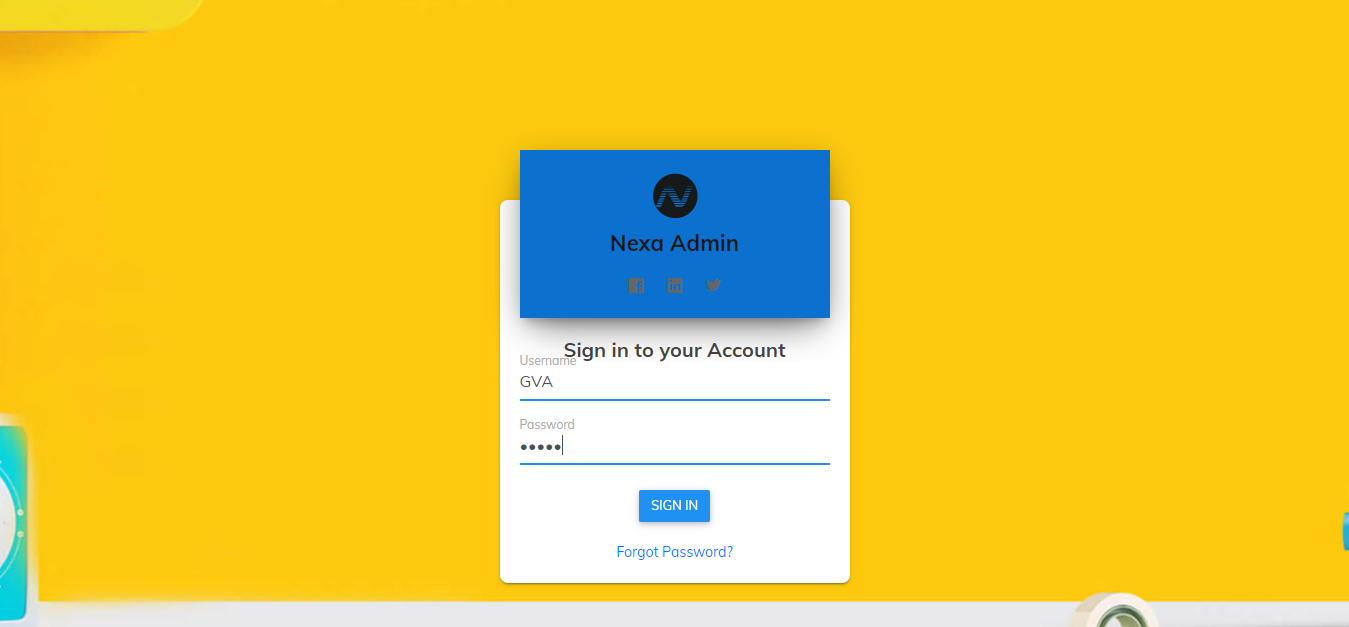 Nexa Admin
Sign in to your Account
Username
GVA
Password
•••••
SIGN IN
Forgot Password?